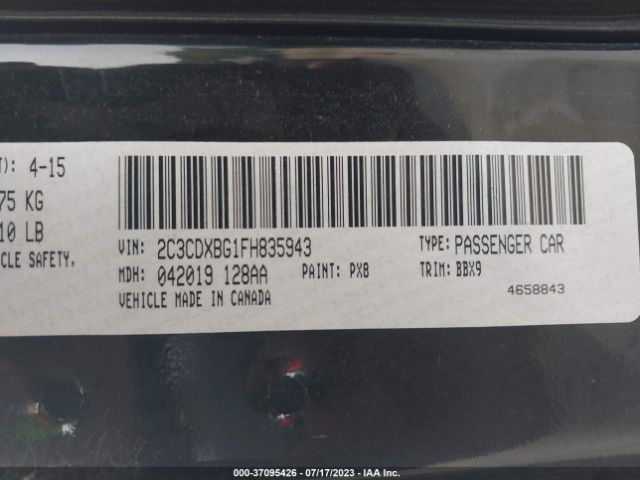 T): 4-15
75 KG
10 LB
CLE SAFETY,
VIN: 2C3CDXBG1FH835943
TYPE: PASSENGER CAR
MDH: 042019 128AA
PAINT: PX8
TRIM: BBX9
VEHICLE MADE IN CANADA
4658843
000-37095426 - 07/17/2023 - IAA Inc.